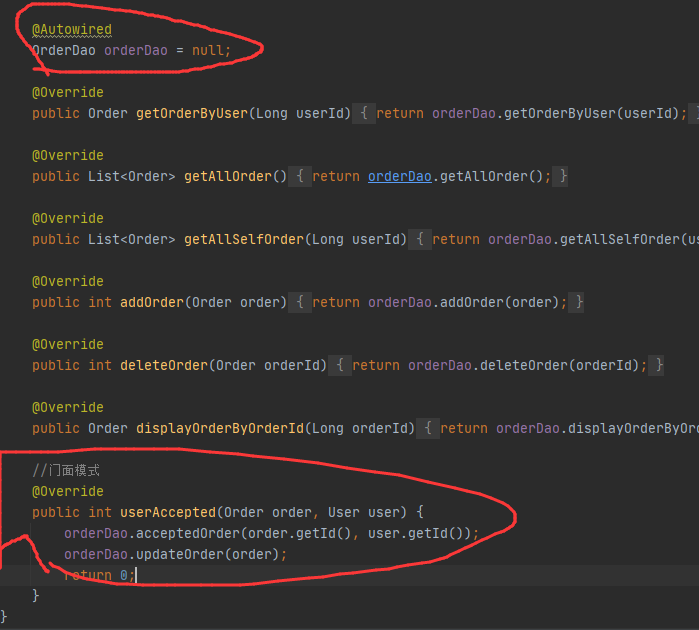 @Autowired
OrderDao orderDao = null;
@Override
public Order getOrderByUser(Long userId) { return orderDao.getOrderByUser(userId); }
@Override
public List<Order> getAllOrder() { return orderDao.getAllOrder(); }
@Override
public List<Order> getAllSelfOrder(Long userId) { return orderDao.getAllSelfOrder(us
@Override
public int addOrder(Order order) { return orderDao.addOrder(order); }
@Override
public int deleteOrder(Order orderId) { return orderDao.deleteOrder(orderId); }
@Override
public Order displayOrderByOrderId(Long orderId) { return orderDao.displayOrderByOrd
//门面模式
@Override
public int userAccepted(Order order, User user) {
orderDao.acceptedOrder(order.getId(), user.getId());
orderDao.updateOrder(order);
return 0;
}
}